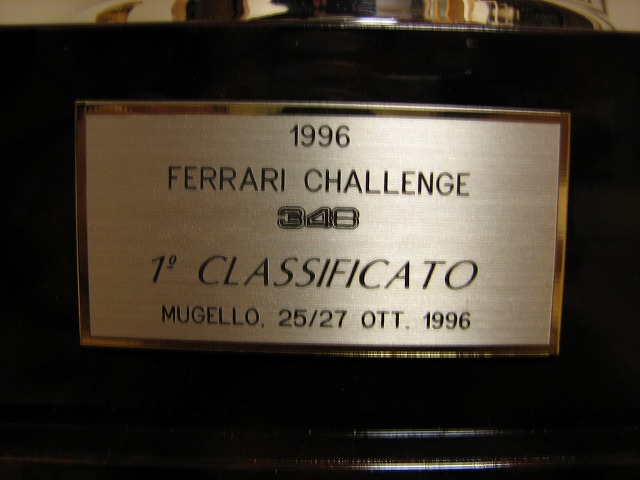 1996
FERRARI CHALLENGE
348
1º CLASSIFICATO
MUGELLO, 25/27 OTT. 1996